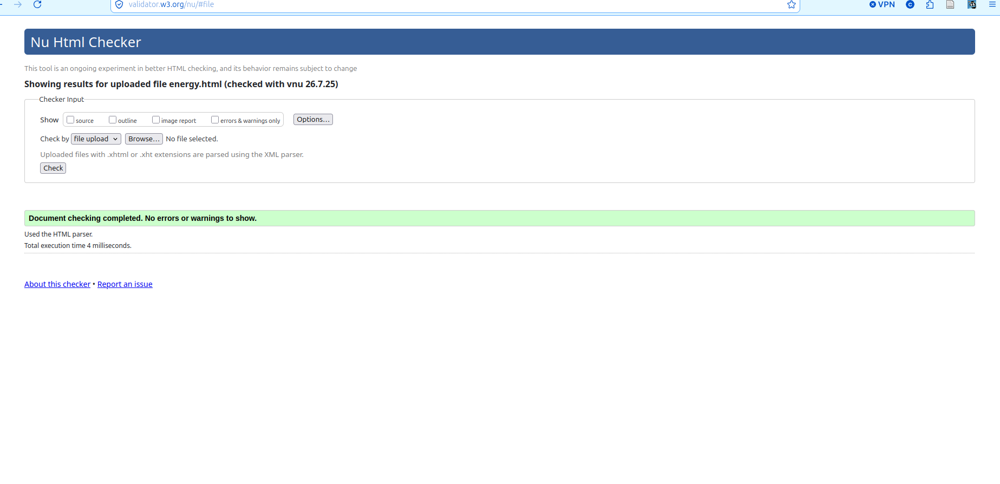 validator.w3.org/nu/#file
VPN
C
Nu Html Checker
This tool is an ongoing experiment in better HTML checking, and its behavior remains subject to change
Showing results for uploaded file energy.html (checked with vnu 26.7.25)
Checker Input
Show source outline image report errors & warnings only Options...
Check by file upload Browse... No file selected.
Uploaded files with .xhtml or .xht extensions are parsed using the XML parser.
Check
Document checking completed. No errors or warnings to show.
Used the HTML parser.
Total execution time 4 milliseconds.
About this checker • Report an issue